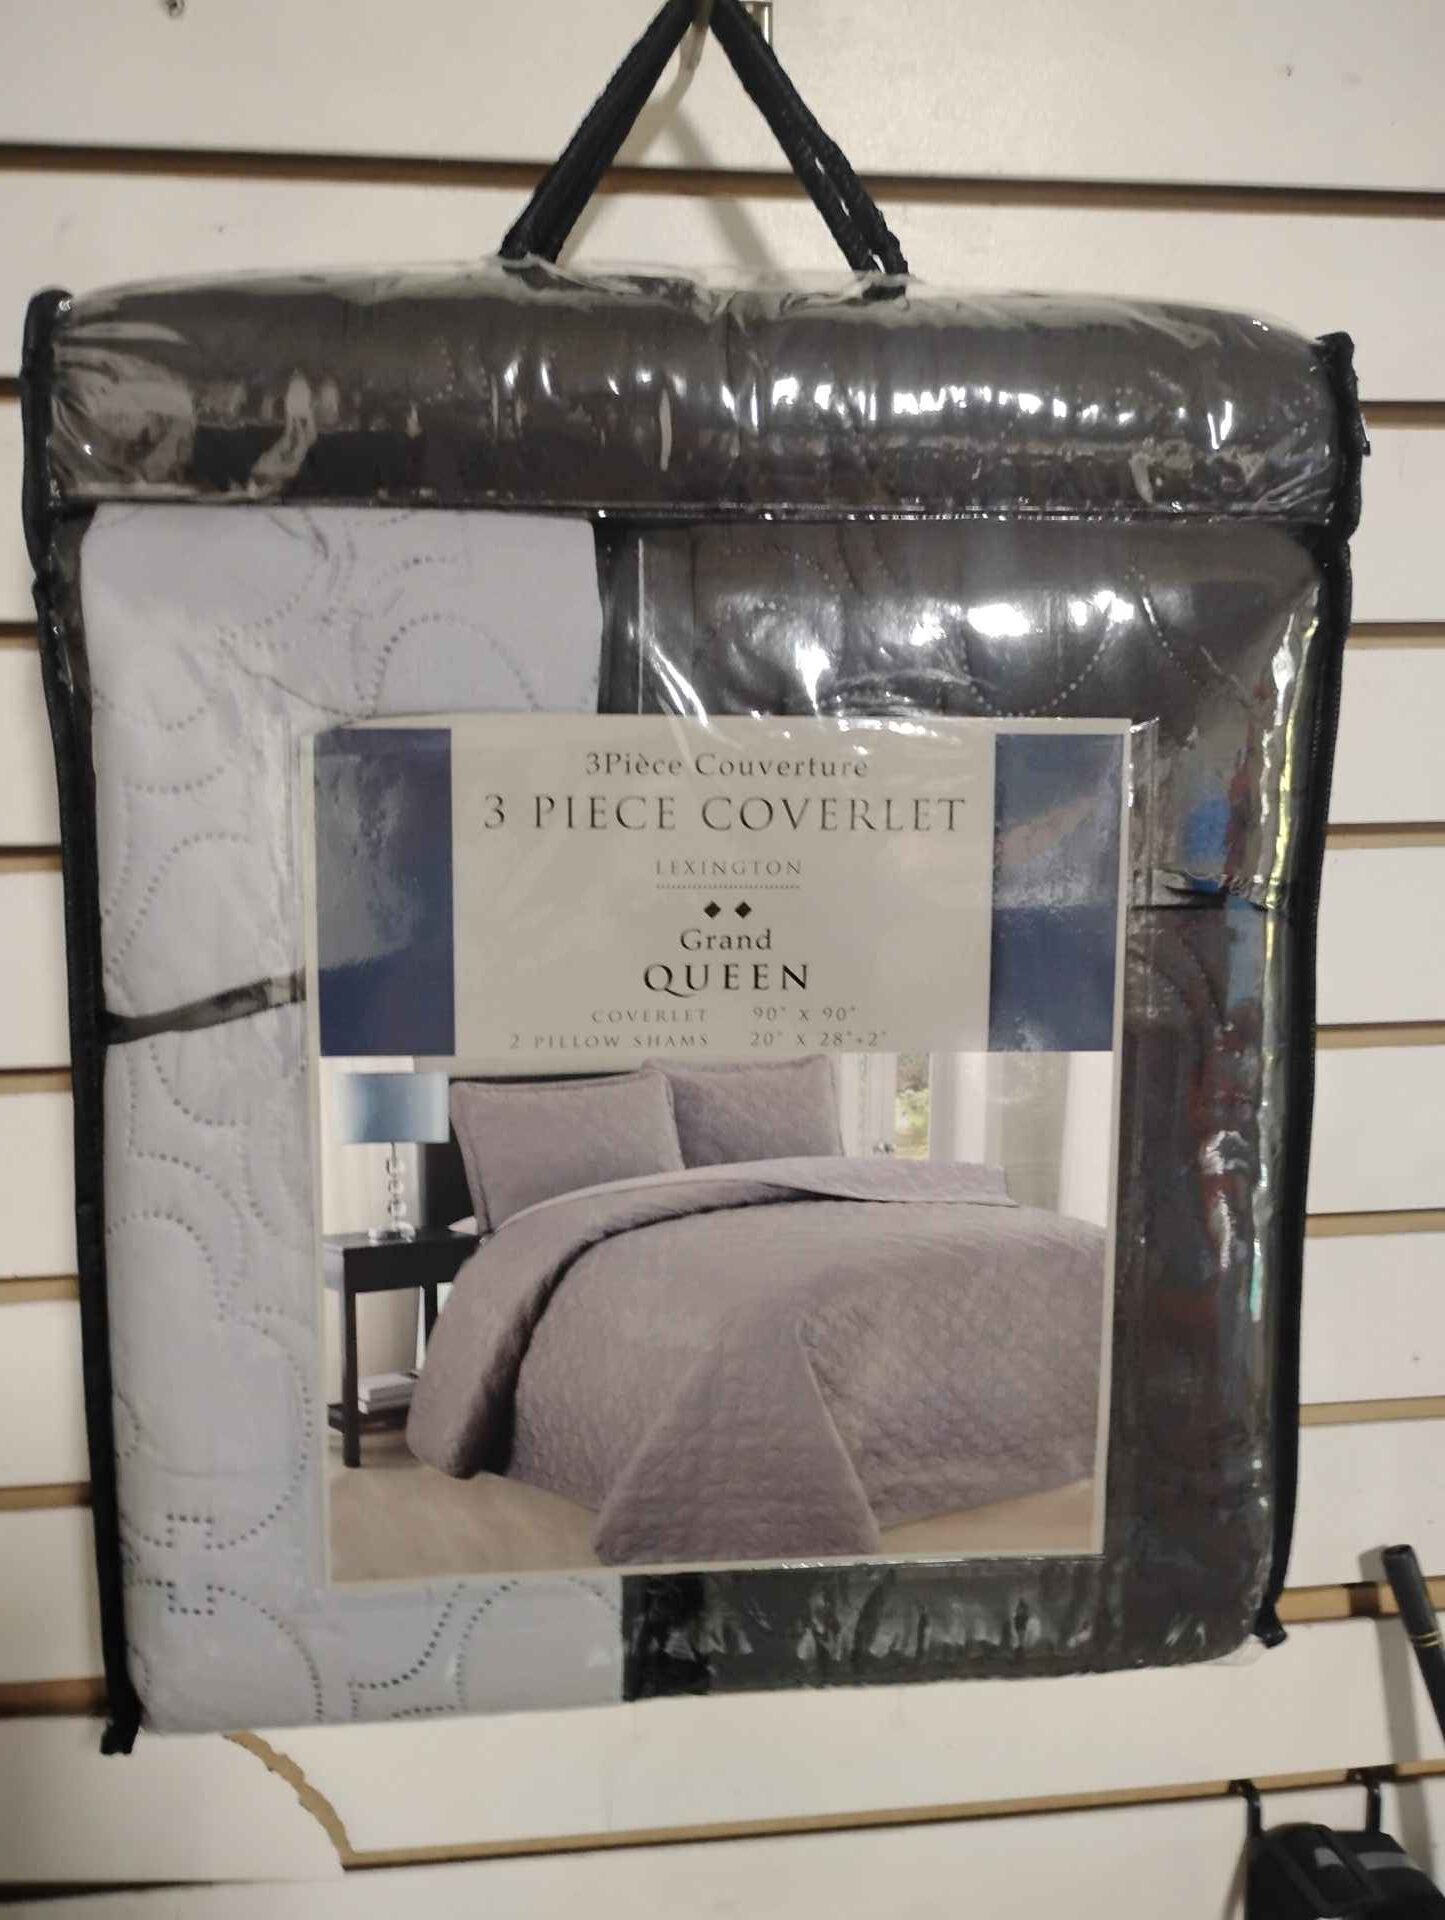 3Pièce Couverture
3 PIECE COVERLET
LEXINGTON
Grand
QUEEN
COVERLET 90" x 90"
2 PILLOW SHAMS 20" x 28"+2"